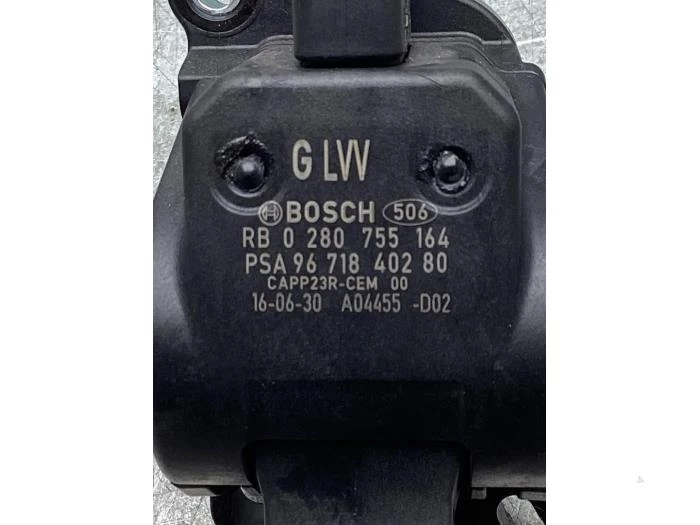 G LVV
BOSCH 506
RB 0 280 755 164
PSA 96 718 402 80
CAPP23R-CEM 00
16-06-30 A04455 -D02